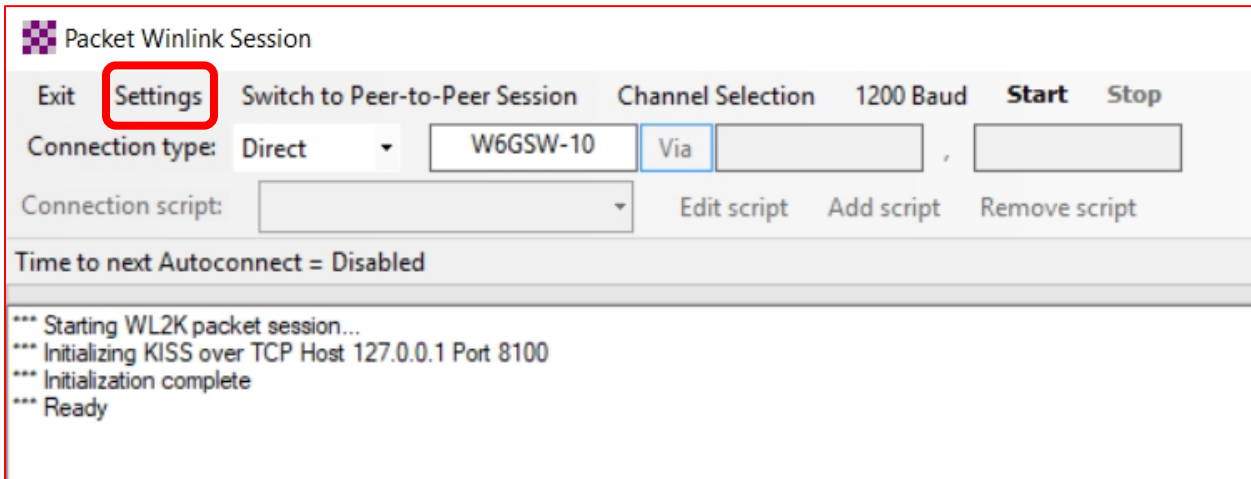 Packet Winlink Session
Exit Settings Switch to Peer-to-Peer Session Channel Selection 1200 Baud Start Stop
Connection type: Direct W6GSW-10 Via ,
Connection script: Edit script Add script Remove script
Time to next Autoconnect = Disabled
*** Starting WL2K packet session...
*** Initializing KISS over TCP Host 127.0.0.1 Port 8100
*** Initialization complete
*** Ready